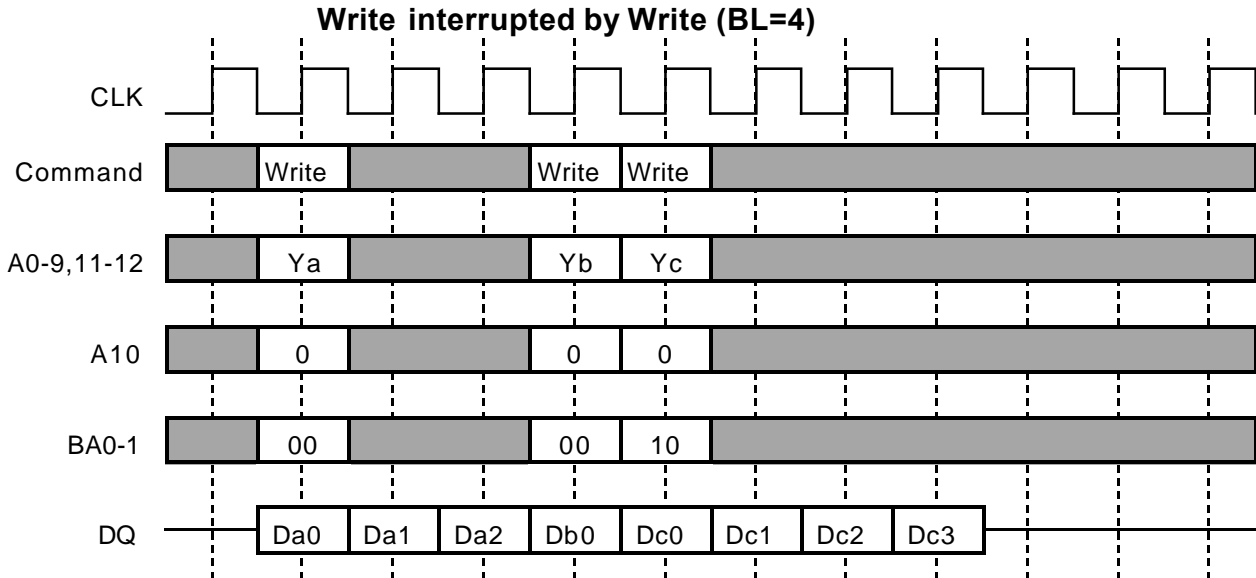 Write interrupted by Write (BL=4)
CLK
Command Write Write Write
A0-9,11-12 Ya Yb Yc
A10 0 0 0
BA0-1 00 00 10
DQ Da0 Da1 Da2 Db0 Dc0 Dc1 Dc2 Dc3